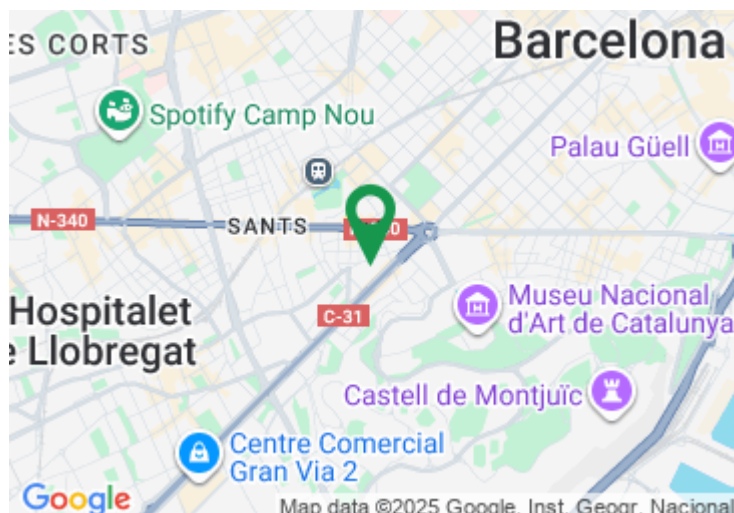 ES CORTS
Barcelona
Spotify Camp Nou
Palau Güell
N-340
SANTS
Museu Nacional
d'Art de Catalunya
Hospitalet
Llobregat
C-31
Castell de Montjuïc
Centre Comercial
Gran Via 2
Google
Map data ©2025 Google, Inst. Geogr. Nacional